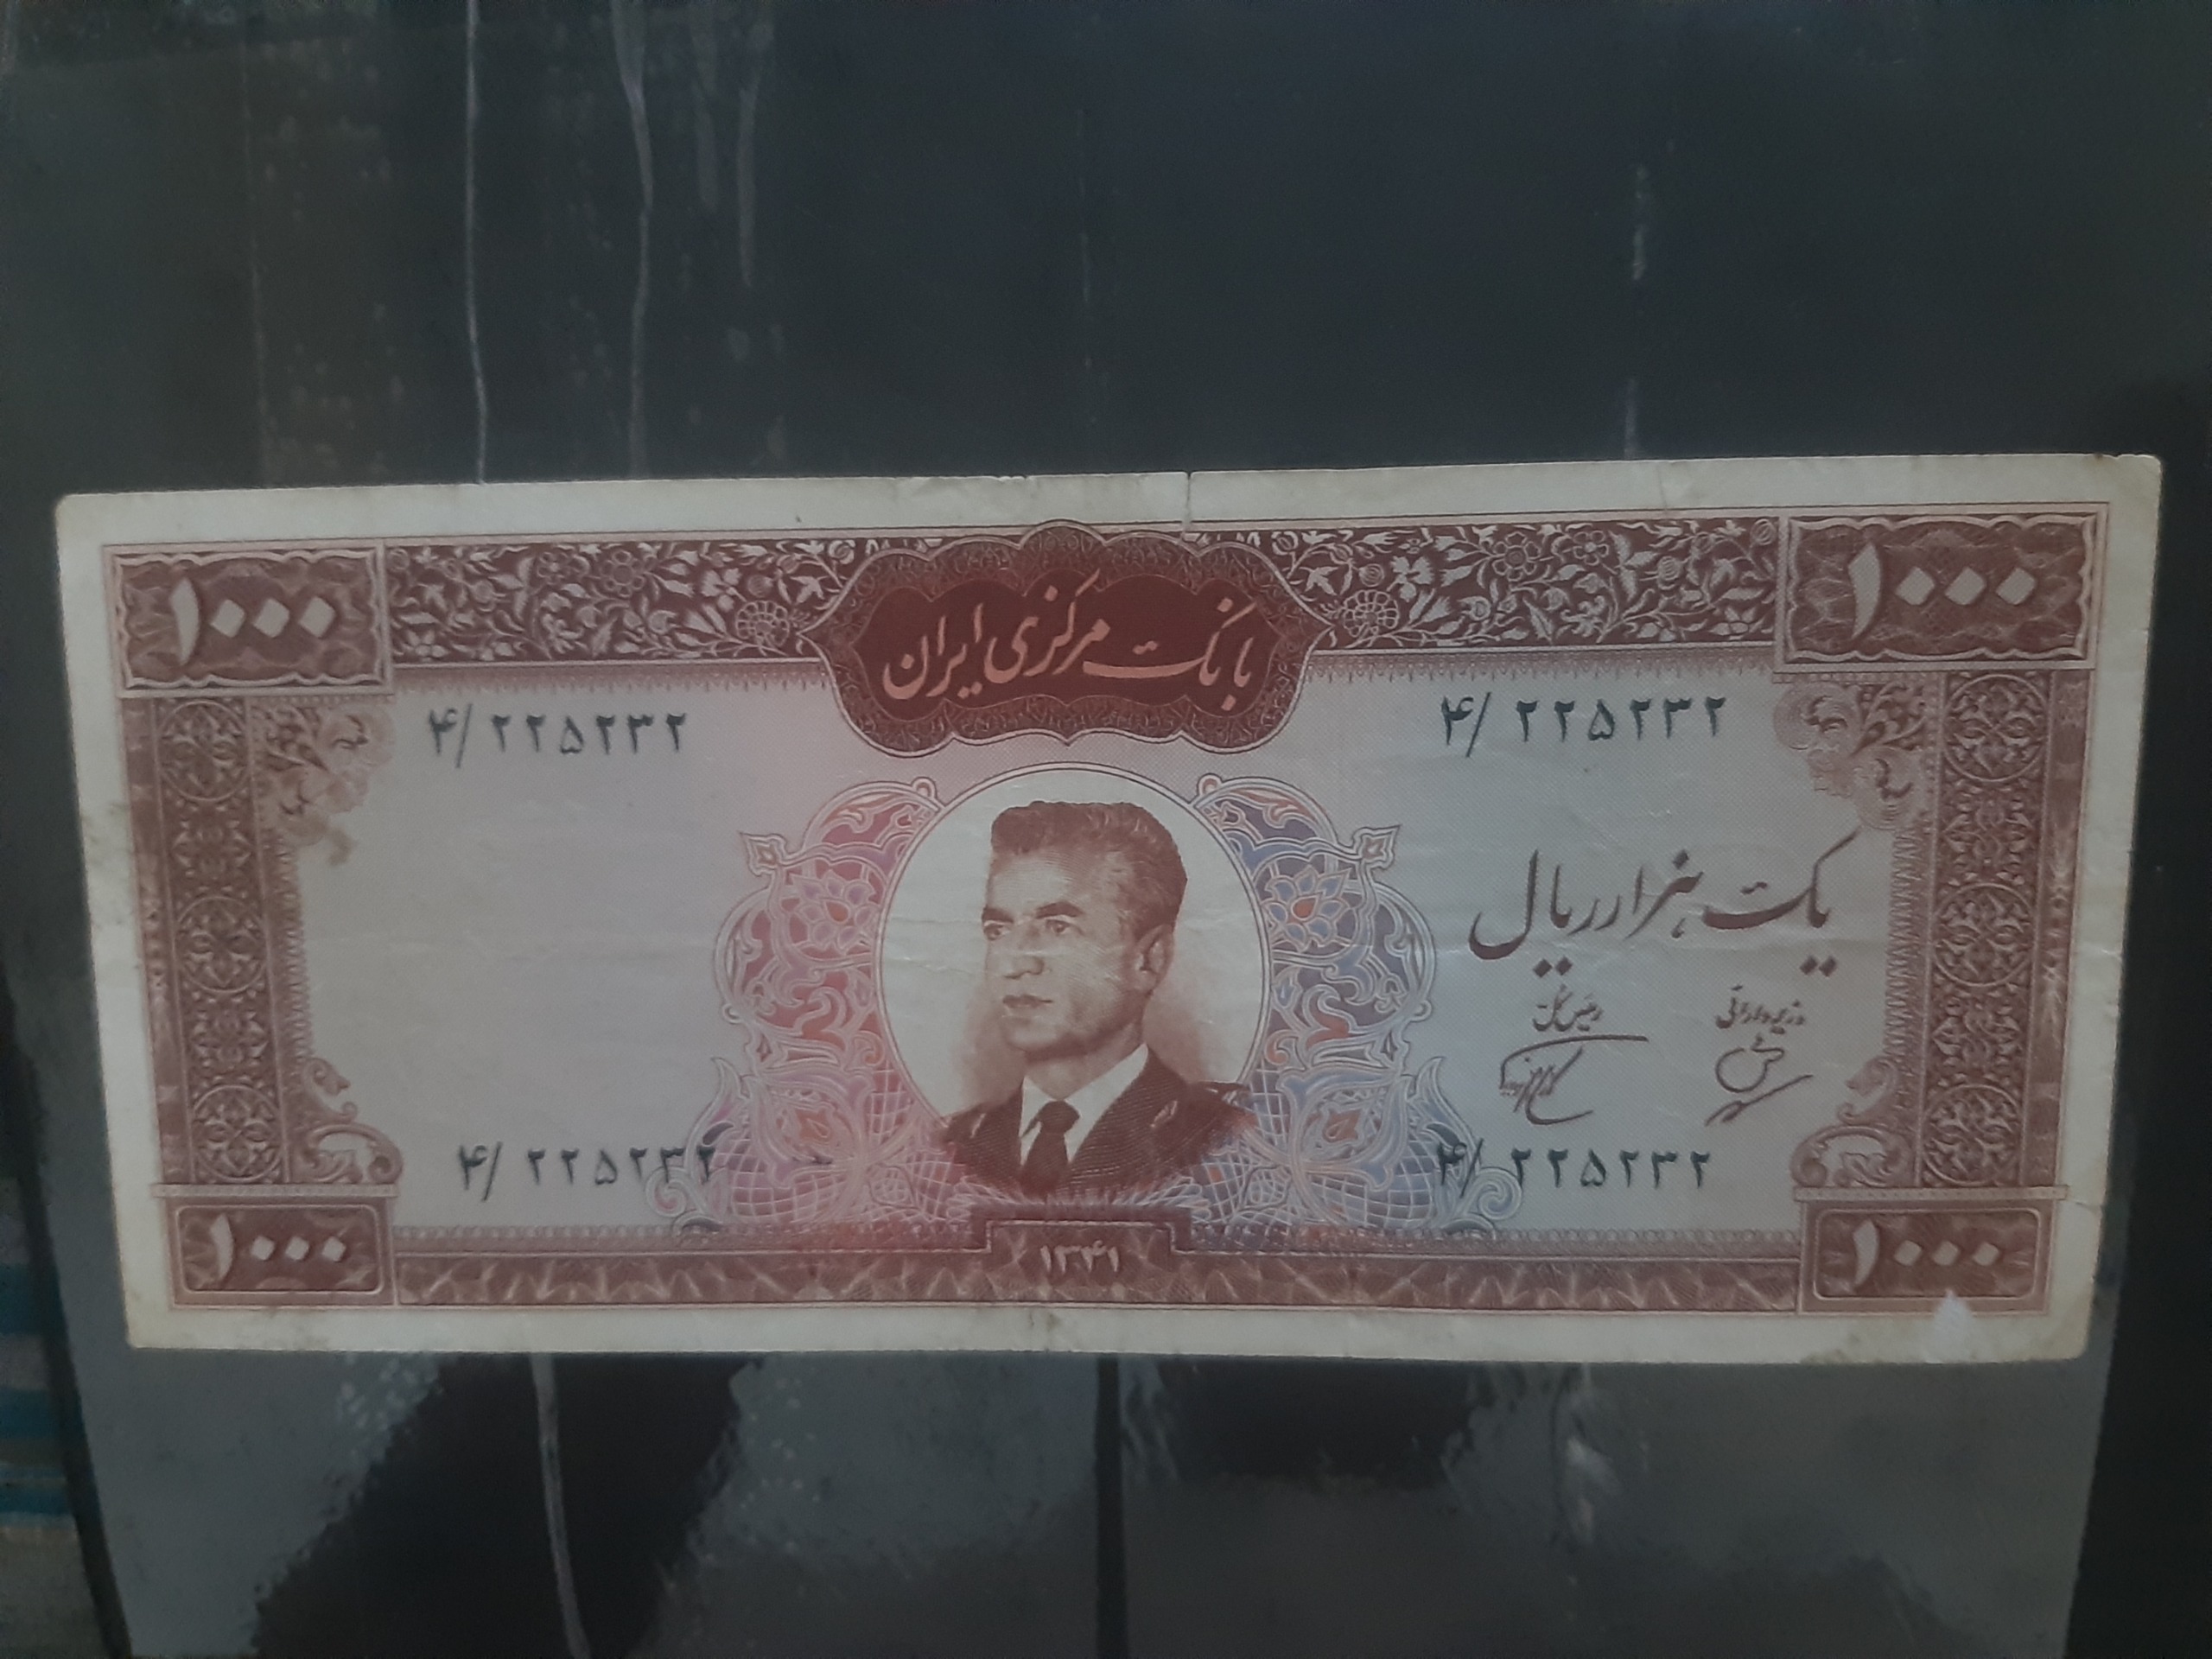 بانک مرکزی ایران
۱۰۰۰
۱۰۰۰
۴/ ۲۲۵۲۳۲
۴/ ۲۲۵۲۳۲
یک هزار ریال
وزیر دارائی
رئیس کل
۴/ ۲۲۵۲۳۲
۴/ ۲۲۵۲۳۲
۱۰۰۰
۱۳۴۱
۱۰۰۰